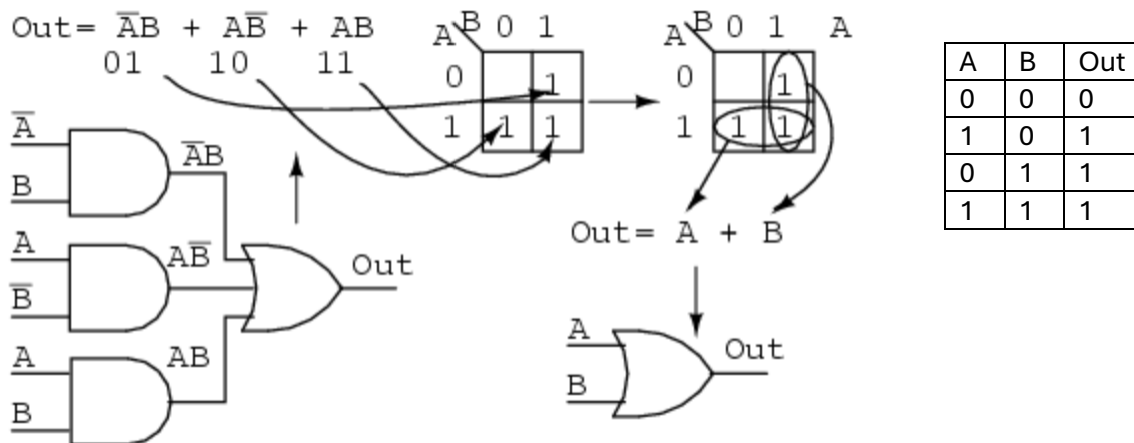 Out= A̅B + AB̅ + AB
01 10 11
A B 0 1
0 1
1 1 1
A B 0 1 A
0 1
1 1 1
Out= A + B
A̅
B
A̅B
A
B̅
AB̅
A
B
AB
Out
A
B
Out
A B Out
0 0 0
1 0 1
0 1 1
1 1 1